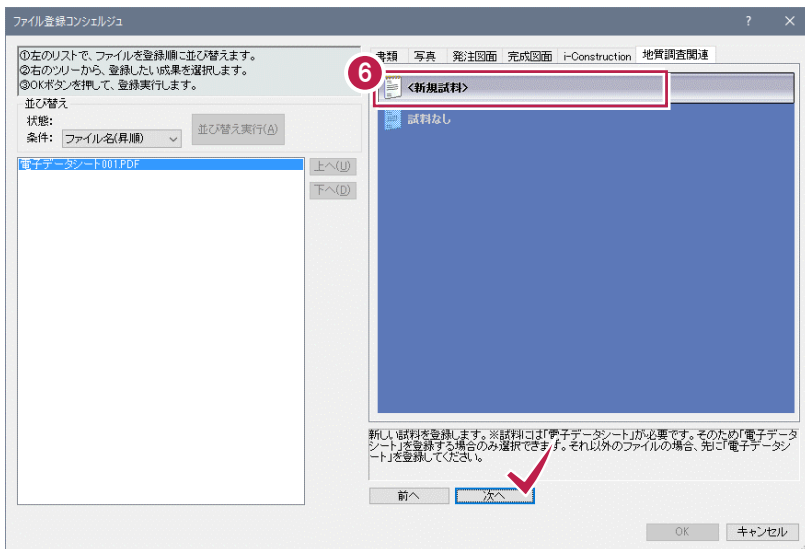 ファイル登録コンシェルジュ
? ×
①左のリストで、ファイルを登録順に並び替えます。
②右のツリーから、登録したい成果を選択します。
③OKボタンを押して、登録実行します。
並び替え
状態:
条件: ファイル名(昇順)
並び替え実行(A)
電子データシート001.PDF
上へ(U)
下へ(D)
書類 写真 発注図面 完成図面 i-Construction 地質調査関連
6
<新規試料>
試料なし
新しい試料を登録します。※試料には「電子データシート」が必要です。そのため「電子データ
シート」を登録する場合のみ選択できます。それ以外のファイルの場合、先に「電子データシ
ート」を登録してください。
前へ 次へ
OK キャンセル